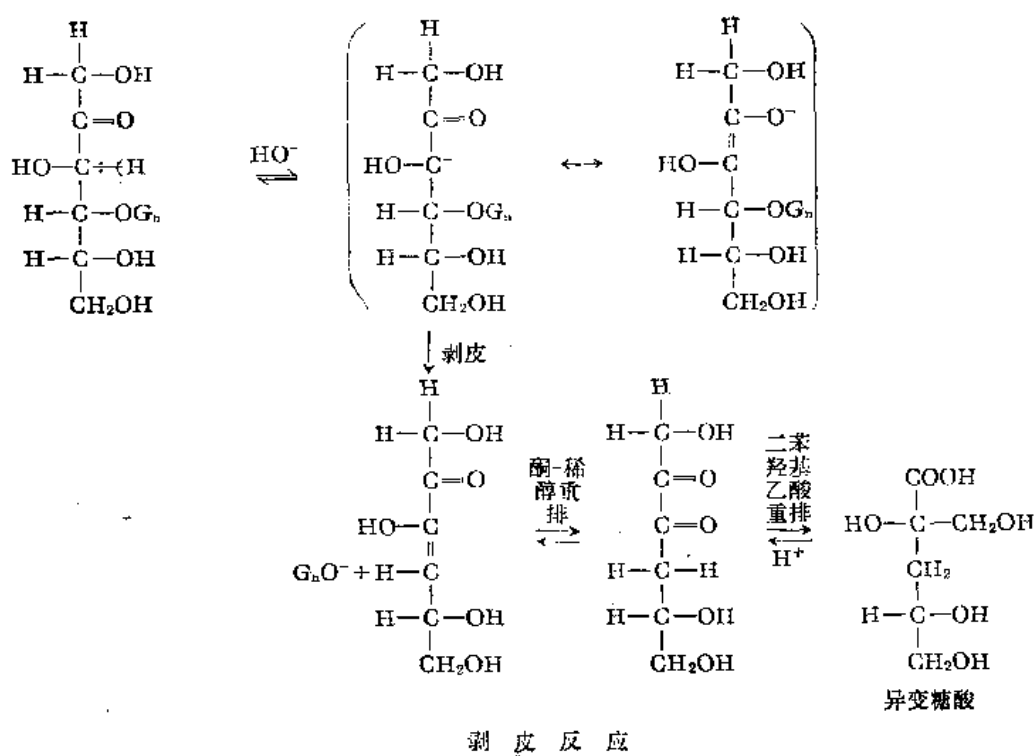 H
H—C—OH
C=O
HO—C—H
H—C—OGₙ
H—C—OH
CH₂OH
HO⁻
⇌
H
H—C—OH
C=O
HO—C⁻
H—C—OGₙ
H—C—OH
CH₂OH
↔
H
H—C—OH
C—O⁻
HO—C
H—C—OGₙ
H—C—OH
CH₂OH
剥皮
H
H—C—OH
C=O
HO—C
GₙO⁻+H—C
H—C—OH
CH₂OH
酮-稀
醇重
排
H
H—C—OH
C=O
C=O
H—C—H
H—C—OH
CH₂OH
二苯
羟基
乙酸
重排
H⁺
COOH
HO—C—CH₂OH
CH₂
H—C—OH
CH₂OH
异变糖酸
剥皮反应